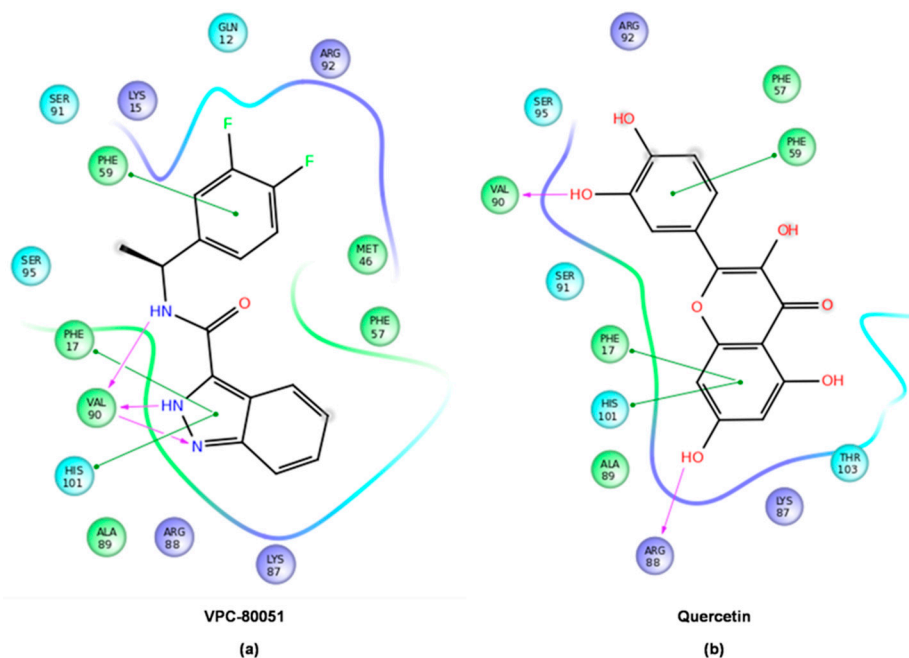 GLN
12
ARG
92
SER
91
LYS
15
F
F
PHE
59
MET
46
SER
95
HN
O
PHE
57
PHE
17
VAL
90
HN
N
HIS
101
ALA
89
ARG
88
LYS
87
VPC-80051
(a)
ARG
92
PHE
57
SER
95
HO
PHE
59
VAL
90
HO
OH
SER
91
O
O
PHE
17
HIS
101
OH
ALA
89
HO
THR
103
LYS
87
ARG
88
Quercetin
(b)